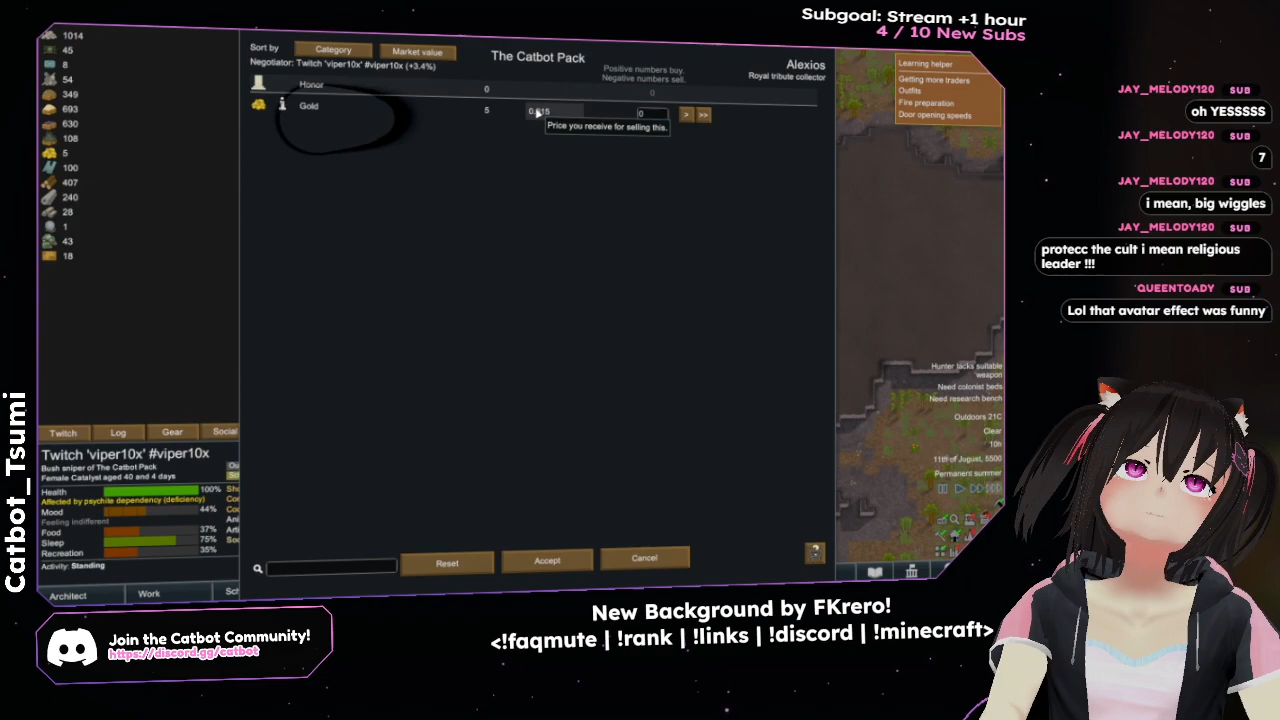 Subgoal: Stream +1 hour
4 / 10 New Subs
1014
45
8
54
349
693
630
108
5
100
407
240
28
1
43
18
Sort by
Category
Market value
Negotiator: Twitch 'viper10x' #viper10x (+3.4%)
The Catbot Pack
Positive numbers buy.
Negative numbers sell.
Alexios
Royal tribute collector
Honor
0
0
Gold
5
0
>
>>
Price you receive for selling this.
Learning helper
Getting more traders
Outfits
Fire preparation
Door opening speeds
JAY_MELODY120 SUB
oh YESSSSS
JAY_MELODY120 SUB
7
JAY_MELODY120 SUB
i mean, big wiggles
JAY_MELODY120 SUB
protecc the cult i mean religious
leader !!!
QUEENTOADY SUB
Lol that avatar effect was funny
Hunter lacks suitable
weapon
Need colonist beds
Need research bench
Outdoors 21C
Clear
10h
11th of Jugust, 5500
Permanent summer
Twitch
Log
Gear
Social
Twitch 'viper10x' #viper10x
Bush sniper of The Catbot Pack
Female Catalyst aged 40 and 4 days
Health
100%
Affected by psychite dependency (deficiency)
Mood
44%
Feeling indifferent
Food
37%
Sleep
75%
Recreation
35%
Activity: Standing
Architect
Work
Reset
Accept
Cancel
?
Catbot_Tsumi
Join the Catbot Community!
https://discord.gg/catbot
New Background by FKrero!
<!faqmute | !rank | !links | !discord | !minecraft>